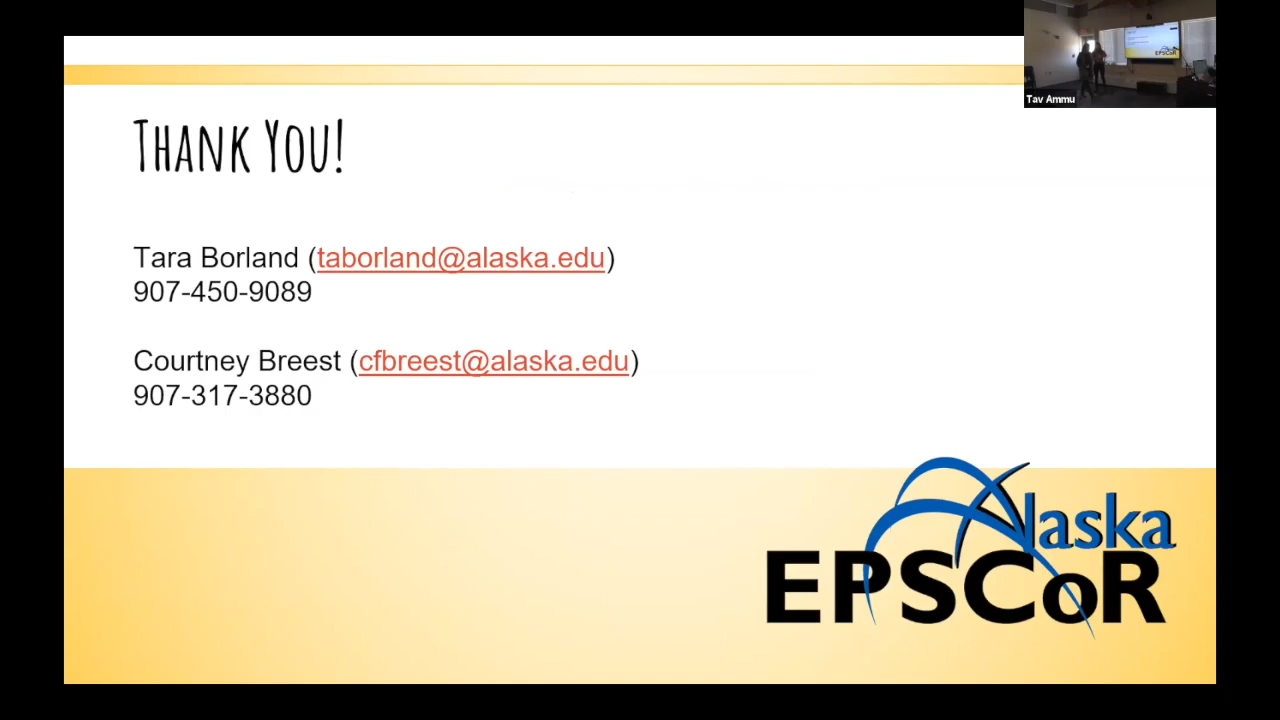 Thank You!
Tara Borland (taborland@alaska.edu)
907-450-9089
Courtney Breest (cfbreest@alaska.edu)
907-317-3880
Alaska
EPSCoR
Tav Ammu
EPSCoR